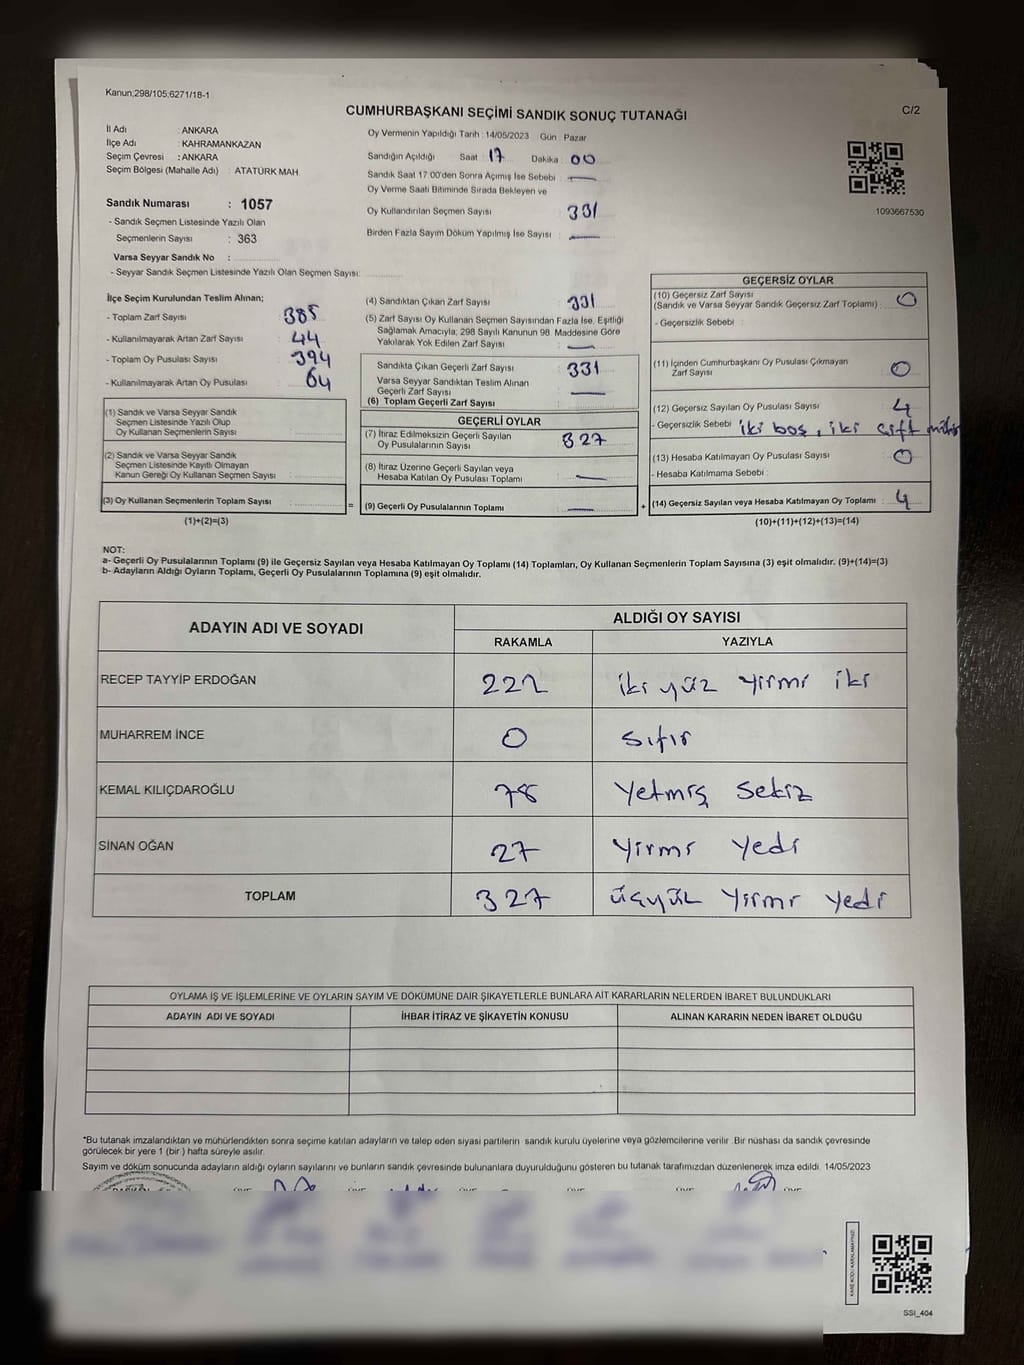 Kanun;298/105;6271/18-1
CUMHURBAŞKANI SEÇİMİ SANDIK SONUÇ TUTANAĞI
C/2
İl Adı : ANKARA
İlçe Adı : KAHRAMANKAZAN
Seçim Çevresi : ANKARA
Seçim Bölgesi (Mahalle Adı) : ATATÜRK MAH
Sandık Numarası : 1057
- Sandık Seçmen Listesinde Yazılı Olan
Seçmenlerin Sayısı : 363
Varsa Seyyar Sandık No :
- Seyyar Sandık Seçmen Listesinde Yazılı Olan Seçmen Sayısı:
Oy Vermenin Yapıldığı Tarih : 14/05/2023 Gün : Pazar
Sandığın Açıldığı Saat 17 Dakika : 00
Sandık Saat 17:00'den Sonra Açımış İse Sebebi : —
Oy Verme Saati Bitiminde Sırada Bekleyen ve
Oy Kullandırılan Seçmen Sayısı : 331
Birden Fazla Sayım Döküm Yapılmış İse Sayısı : —
1093667530
İlçe Seçim Kurulundan Teslim Alınan;
- Toplam Zarf Sayısı : 385
- Kullanılmayarak Artan Zarf Sayısı : 44
- Toplam Oy Pusulası Sayısı : 394
- Kullanılmayarak Artan Oy Pusulası : 64
(1) Sandık ve Varsa Seyyar Sandık
Seçmen Listesinde Yazılı Olup
Oy Kullanan Seçmenlerin Sayısı :
(2) Sandık ve Varsa Seyyar Sandık
Seçmen Listesinde Kayıtlı Olmayan
Kanun Gereği Oy Kullanan Seçmen Sayısı :
(3) Oy Kullanan Seçmenlerin Toplam Sayısı :
(1)+(2)=(3)
=
(4) Sandıktan Çıkan Zarf Sayısı : 331
(5) Zarf Sayısı Oy Kullanan Seçmen Sayısından Fazla İse, Eşitliği
Sağlamak Amacıyla; 298 Sayılı Kanunun 98. Maddesine Göre
Yakılarak Yok Edilen Zarf Sayısı : —
Sandıkta Çıkan Geçerli Zarf Sayısı : 331
Varsa Seyyar Sandıktan Teslim Alınan
Geçerli Zarf Sayısı : —
(6) Toplam Geçerli Zarf Sayısı :
GEÇERLİ OYLAR
(7) İtiraz Edilmeksizin Geçerli Sayılan
Oy Pusulalarının Sayısı : 327
(8) İtiraz Üzerine Geçerli Sayılan veya
Hesaba Katılan Oy Pusulası Toplamı : —
(9) Geçerli Oy Pusulalarının Toplamı : —
+
GEÇERSİZ OYLAR
(10) Geçersiz Zarf Sayısı
(Sandık ve Varsa Seyyar Sandık Geçersiz Zarf Toplamı) : 0
- Geçersizlik Sebebi :
(11) İçinden Cumhurbaşkanı Oy Pusulası Çıkmayan
Zarf Sayısı : 0
(12) Geçersiz Sayılan Oy Pusulası Sayısı : 4
- Geçersizlik Sebebi : iki boş, iki çift mühür
(13) Hesaba Katılmayan Oy Pusulası Sayısı : 0
- Hesaba Katılmama Sebebi :
(14) Geçersiz Sayılan veya Hesaba Katılmayan Oy Toplamı : 4
(10)+(11)+(12)+(13)=(14)
NOT:
a- Geçerli Oy Pusulalarının Toplamı (9) ile Geçersiz Sayılan veya Hesaba Katılmayan Oy Toplamı (14) Toplamları, Oy Kullanan Seçmenlerin Toplam Sayısına (3) eşit olmalıdır. (9)+(14)=(3)
b- Adayların Aldığı Oyların Toplamı, Geçerli Oy Pusulalarının Toplamına (9) eşit olmalıdır.
ADAYIN ADI VE SOYADI
ALDIĞI OY SAYISI
RAKAMLA YAZIYLA
RECEP TAYYİP ERDOĞAN 222 iki yüz yirmi iki
MUHARREM İNCE 0 sıfır
KEMAL KILIÇDAROĞLU 78 Yetmiş sekiz
SİNAN OĞAN 27 Yirmi Yedi
TOPLAM 327 üçyüz Yirmi Yedi
OYLAMA İŞ VE İŞLEMLERİNE VE OYLARIN SAYIM VE DÖKÜMÜNE DAİR ŞİKAYETLERLE BUNLARA AİT KARARLARIN NELERDEN İBARET BULUNDUKLARI
ADAYIN ADI VE SOYADI İHBAR İTİRAZ VE ŞİKAYETİN KONUSU ALINAN KARARIN NEDEN İBARET OLDUĞU
*Bu tutanak imzalandıktan ve mühürlendikten sonra seçime katılan adayların ve talep eden siyasi partilerin sandık kurulu üyelerine veya gözlemcilerine verilir. Bir nüshası da sandık çevresinde
görülecek bir yere 1 (bir ) hafta süreyle asılır.
Sayım ve döküm sonucunda adayların aldığı oyların sayılarını ve bunların sandık çevresinde bulunanlara duyurulduğunu gösteren bu tutanak tarafımızdan düzenlenerek imza edildi. 14/05/2023
SSI_404